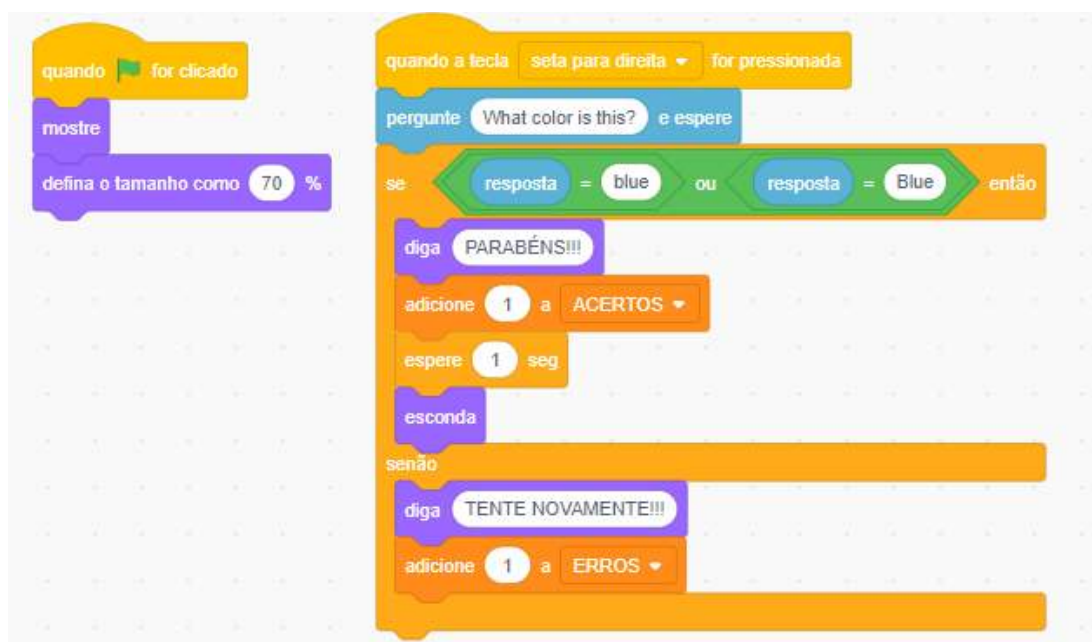 quando for clicado
mostre
defina o tamanho como 70 %
quando a tecla seta para direita for pressionada
pergunte What color is this? e espere
se resposta = blue ou resposta = Blue então
diga PARABÉNS!!!
adicione 1 a ACERTOS
espere 1 seg
esconda
senão
diga TENTE NOVAMENTE!!!
adicione 1 a ERROS